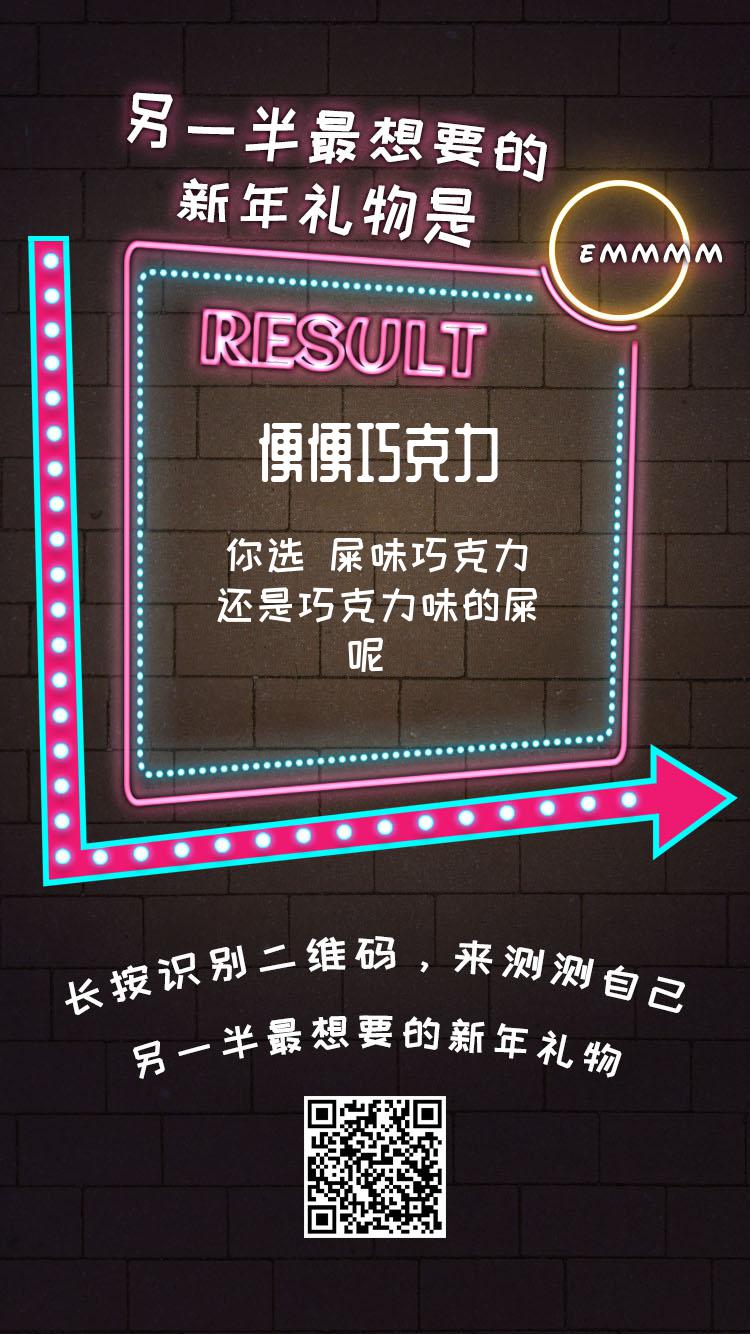 另一半最想要的
新年礼物是
EMMMM
RESULT
便便巧克力
你选 屎味巧克力
还是巧克力味的屎
呢
长按识别二维码，来测测自己
另一半最想要的新年礼物